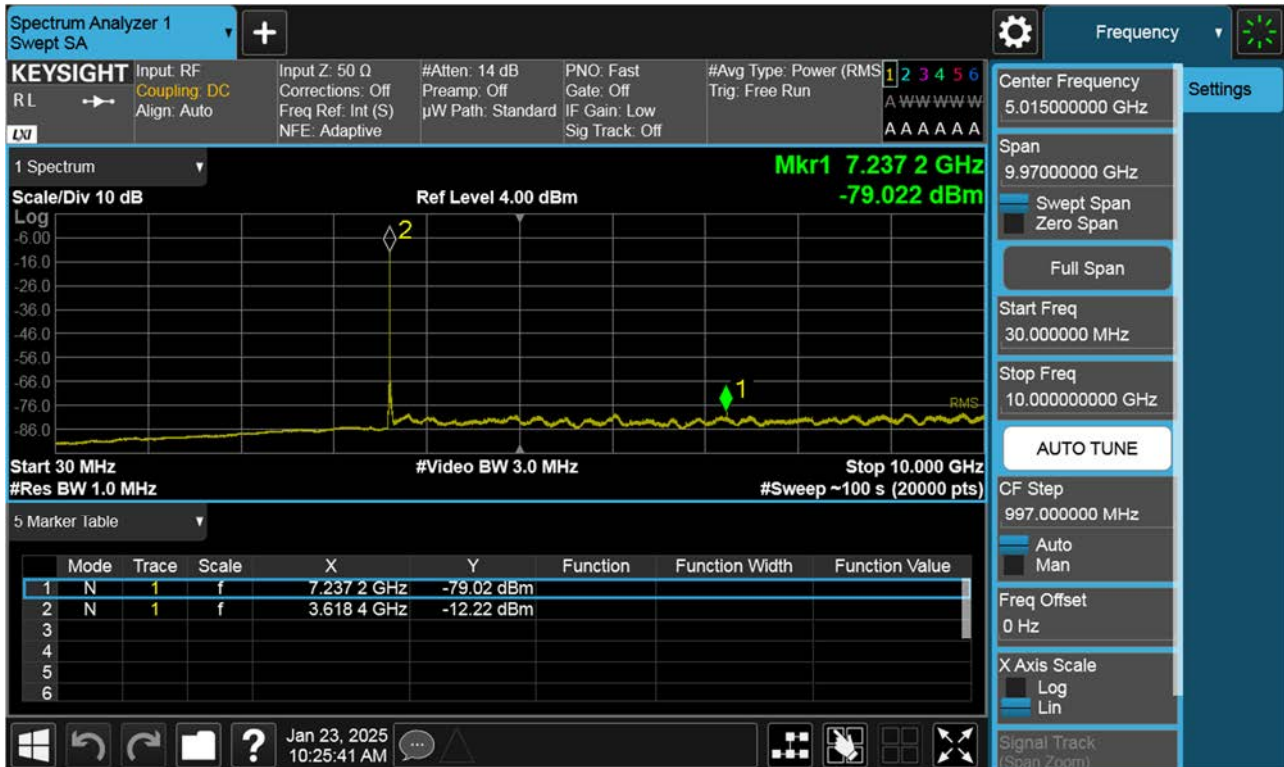 Spectrum Analyzer 1
Swept SA
Frequency
KEYSIGHT
RL
LXI
Input: RF
Coupling: DC
Align: Auto
Input Z: 50 Ω
Corrections: Off
Freq Ref: Int (S)
NFE: Adaptive
#Atten: 14 dB
Preamp: Off
µW Path: Standard
PNO: Fast
Gate: Off
IF Gain: Low
Sig Track: Off
#Avg Type: Power (RMS
Trig: Free Run
1 2 3 4 5 6
A W W W W W
A A A A A A
1 Spectrum
Scale/Div 10 dB
Ref Level 4.00 dBm
Mkr1 7.237 2 GHz
-79.022 dBm
Log
-6.00
-16.0
-26.0
-36.0
-46.0
-56.0
-66.0
-76.0
-86.0
2
1
RMS
Start 30 MHz
#Video BW 3.0 MHz
Stop 10.000 GHz
#Res BW 1.0 MHz
#Sweep ~100 s (20000 pts)
5 Marker Table
Mode Trace Scale X Y Function Function Width Function Value
1 N 1 f 7.237 2 GHz -79.02 dBm
2 N 1 f 3.618 4 GHz -12.22 dBm
3
4
5
6
Jan 23, 2025
10:25:41 AM
Center Frequency
5.015000000 GHz
Settings
Span
9.97000000 GHz
Swept Span
Zero Span
Full Span
Start Freq
30.000000 MHz
Stop Freq
10.000000000 GHz
AUTO TUNE
CF Step
997.000000 MHz
Auto
Man
Freq Offset
0 Hz
X Axis Scale
Log
Lin
Signal Track
(Span Zoom)